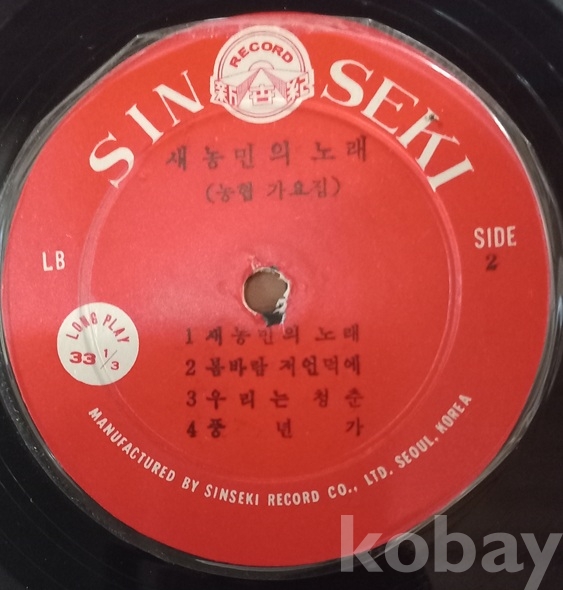 RECORD
新世紀
SIN SEKI
새농민의 노래
(농협 가요집)
LB
SIDE
2
LONG PLAY
33 1/3
1 새농민의 노래
2 봄바람 저언덕에
3 우리는 청춘
4 풍년가
MANUFACTURED BY SINSEKI RECORD CO., LTD. SEOUL, KOREA
kobay